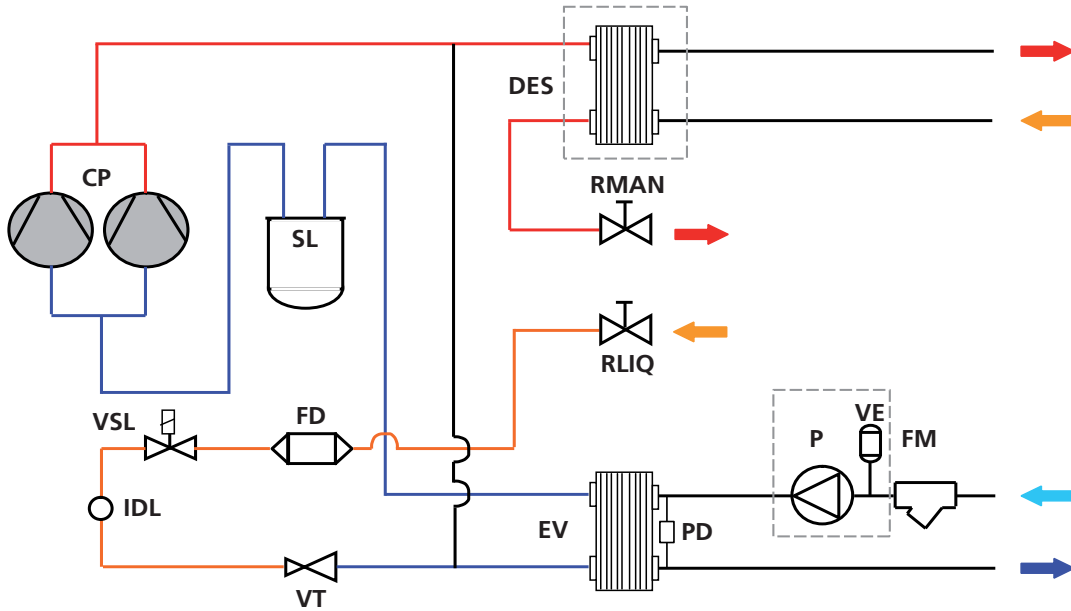 DES
CP
RMAN
SL
RLIQ
VSL
FD
VE
P
FM
IDL
EV
PD
VT